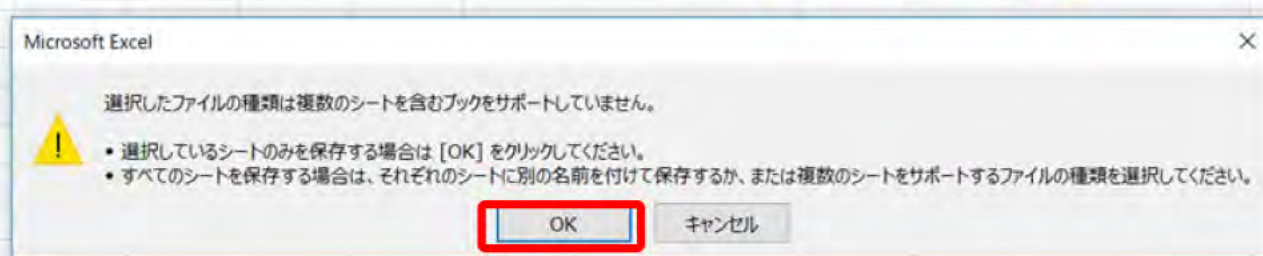 Microsoft Excel
選択したファイルの種類は複数のシートを含むブックをサポートしていません。
• 選択しているシートのみを保存する場合は [OK] をクリックしてください。
• すべてのシートを保存する場合は、それぞれのシートに別の名前を付けて保存するか、または複数のシートをサポートするファイルの種類を選択してください。
OK
キャンセル